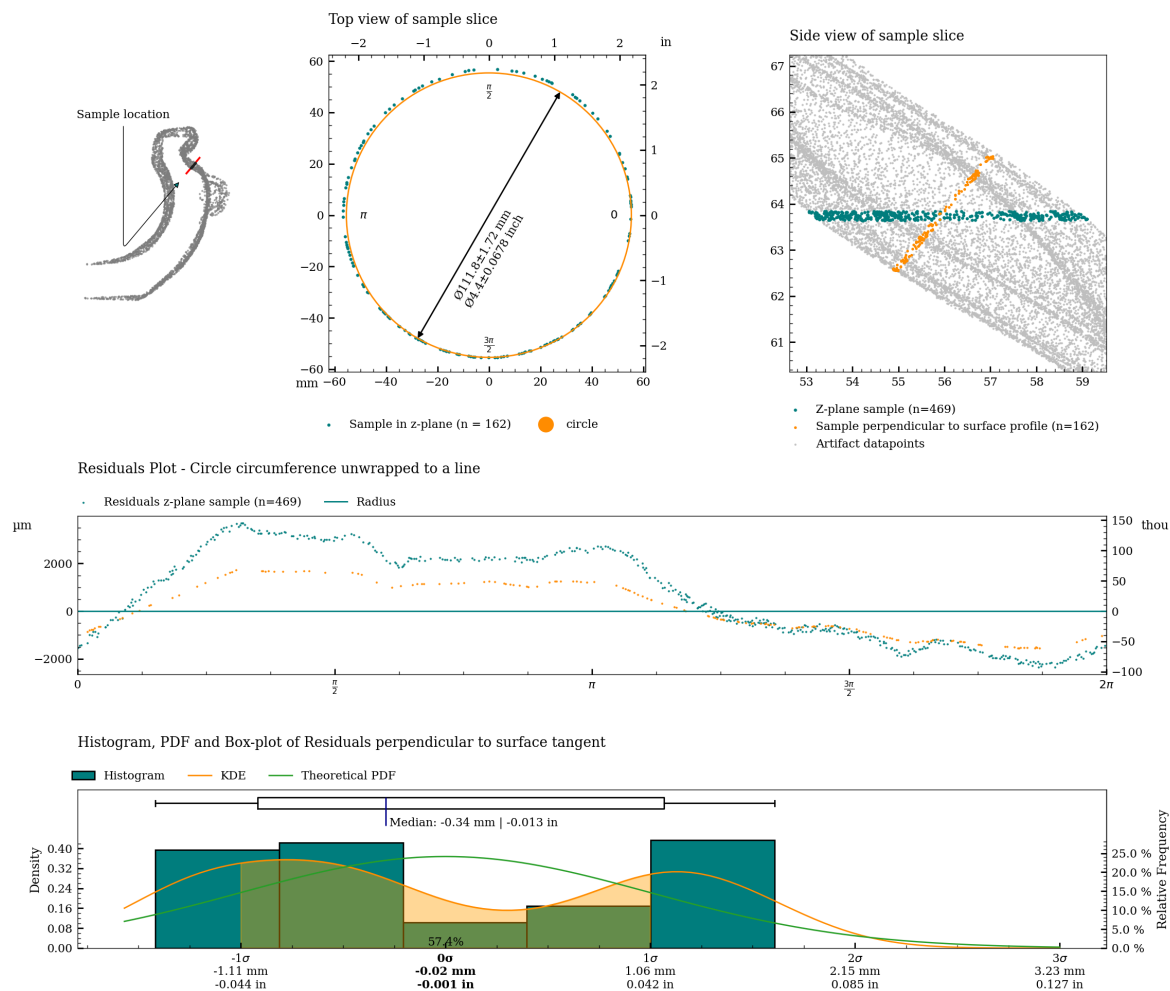 Top view of sample slice
−2 −1 0 1 2 in
Side view of sample slice
Sample location
60
40
20
0
−20
−40
−60
2
1
0
−1
−2
π/2
π
0
3π/2
Ø111.8±1.72 mm
Ø4.4±0.0678 inch
mm −60 −40 −20 0 20 40 60
67
66
65
64
63
62
61
53 54 55 56 57 58 59
Sample in z-plane (n = 162) circle
Z-plane sample (n=469)
Sample perpendicular to surface profile (n=162)
Artifact datapoints
Residuals Plot - Circle circumference unwrapped to a line
Residuals z-plane sample (n=469) Radius
µm
2000
0
−2000
150 thou
100
50
0
−50
−100
0 π/2 π 3π/2 2π
Histogram, PDF and Box-plot of Residuals perpendicular to surface tangent
Histogram KDE Theoretical PDF
Median: -0.34 mm | -0.013 in
Density
0.40
0.32
0.24
0.16
0.08
0.00
57.4%
25.0 %
20.0 %
15.0 %
10.0 %
5.0 %
0.0 %
Relative Frequency
-1σ 0σ 1σ 2σ 3σ
-1.11 mm -0.02 mm 1.06 mm 2.15 mm 3.23 mm
-0.044 in -0.001 in 0.042 in 0.085 in 0.127 in